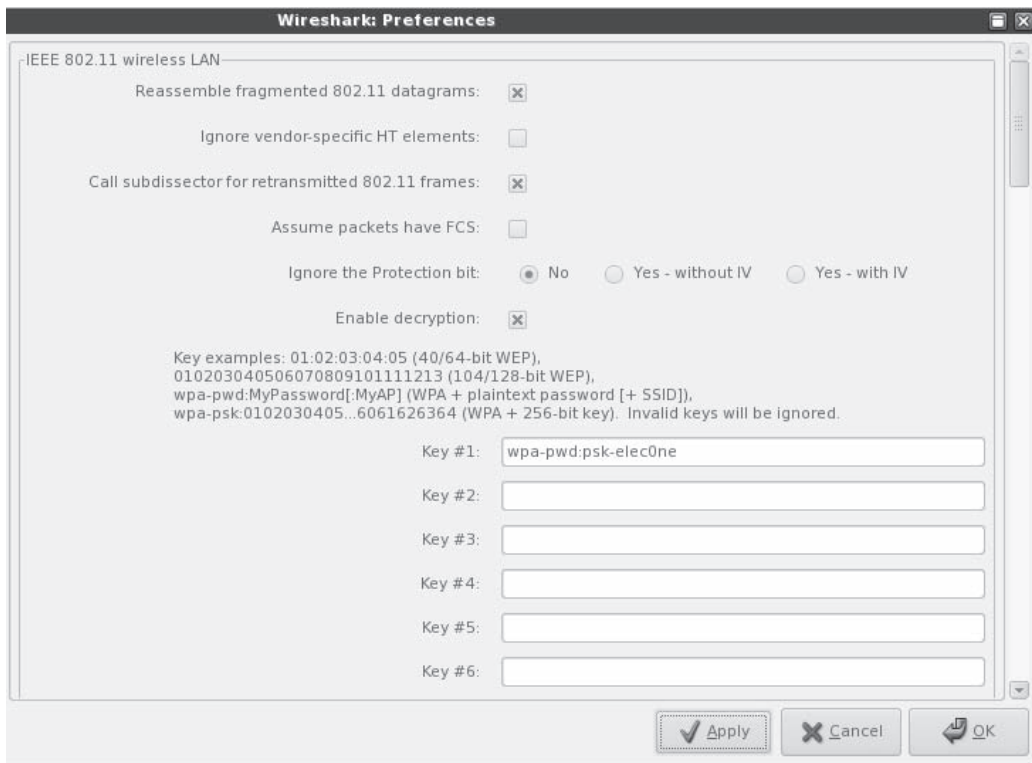 Wireshark: Preferences
IEEE 802.11 wireless LAN
Reassemble fragmented 802.11 datagrams:
Ignore vendor-specific HT elements:
Call subdissector for retransmitted 802.11 frames:
Assume packets have FCS:
Ignore the Protection bit: No Yes - without IV Yes - with IV
Enable decryption:
Key examples: 01:02:03:04:05 (40/64-bit WEP),
010203040506070809101111213 (104/128-bit WEP),
wpa-pwd:MyPassword[:MyAP] (WPA + plaintext password [+ SSID]),
wpa-psk:0102030405...6061626364 (WPA + 256-bit key). Invalid keys will be ignored.
Key #1: wpa-pwd:psk-elec0ne
Key #2:
Key #3:
Key #4:
Key #5:
Key #6:
Apply Cancel OK